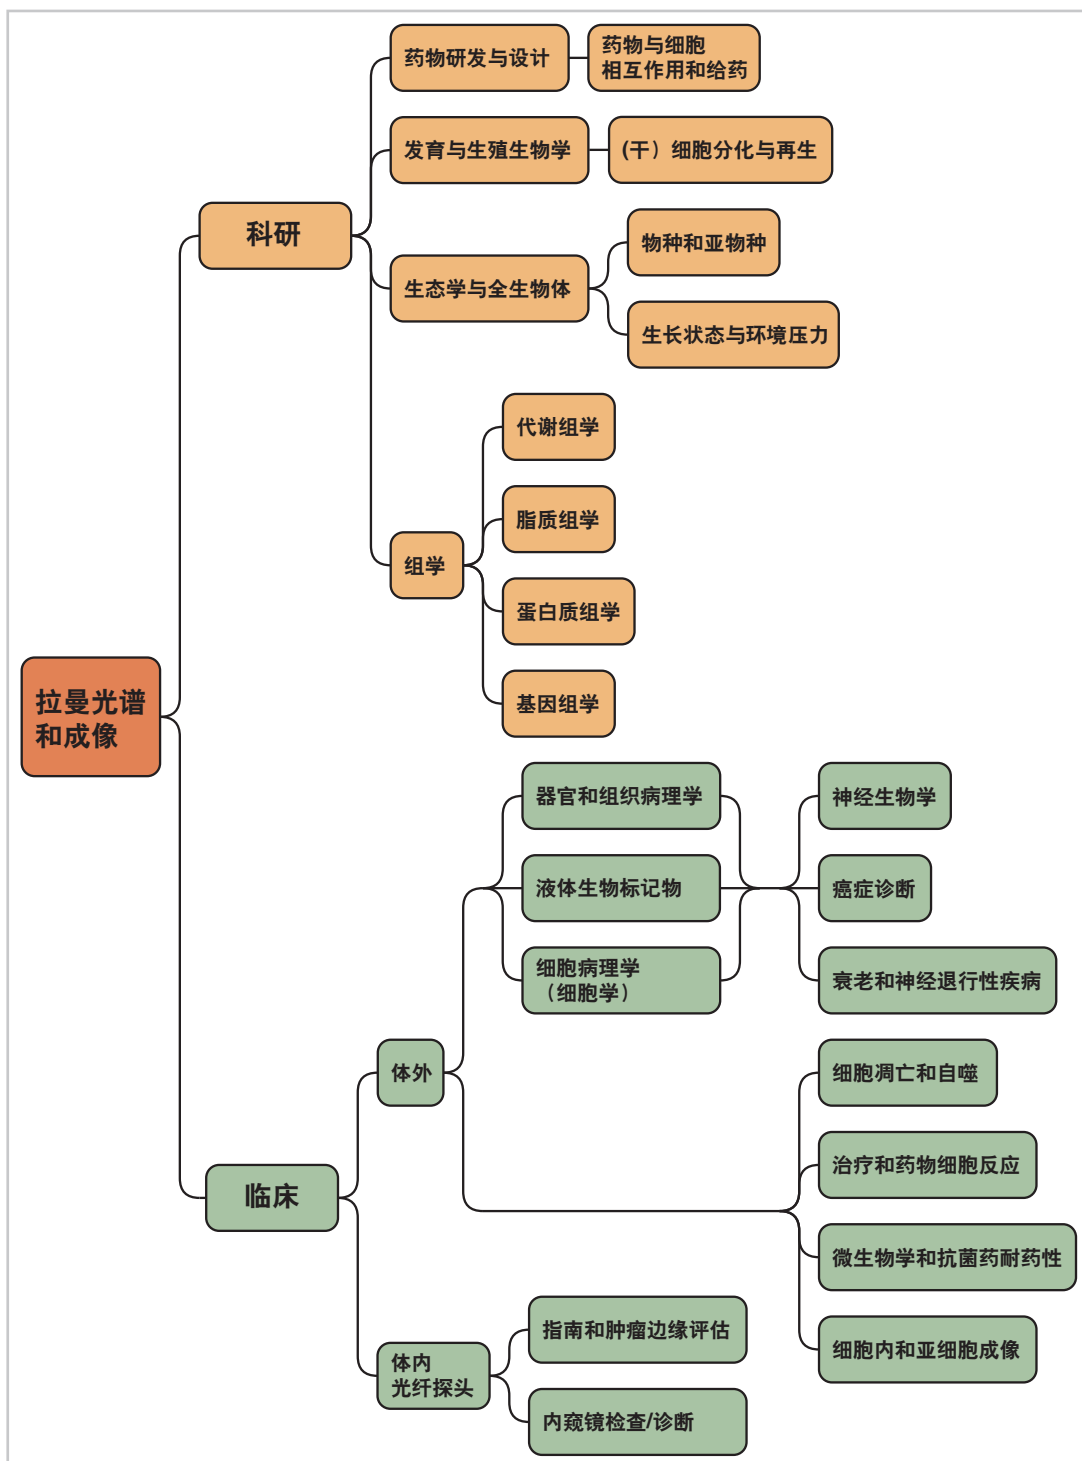 药物研发与设计
药物与细胞
相互作用和给药
发育与生殖生物学
(干）细胞分化与再生
科研
物种和亚物种
生态学与全生物体
生长状态与环境压力
代谢组学
脂质组学
组学
蛋白质组学
基因组学
拉曼光谱
和成像
器官和组织病理学
神经生物学
液体生物标记物
癌症诊断
细胞病理学
（细胞学）
衰老和神经退行性疾病
体外
细胞凋亡和自噬
治疗和药物细胞反应
临床
微生物学和抗菌药耐药性
指南和肿瘤边缘评估
细胞内和亚细胞成像
体内
光纤探头
内窥镜检查/诊断